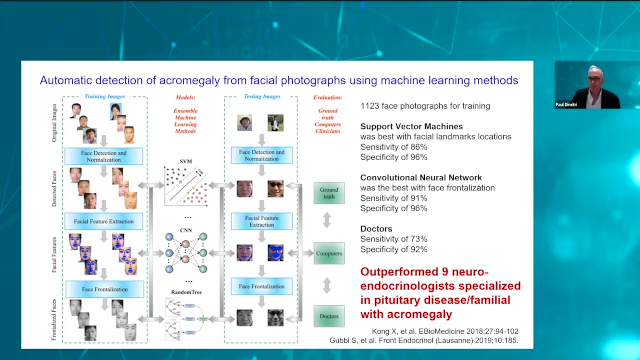 Automatic detection of acromegaly from facial photographs using machine learning methods
Training Images
Models:
Ensemble
Machine
Learning
Methods
Testing Images
Evaluation:
Ground
truth
Computers
Clinicians
Original Images
Face Detection
and Normalization
Face Detection
and Normalization
Detected Faces
SVM
...
Ground
truth
Facial Feature Extraction
Facial Feature
Extraction
Facial Features
CNN
...
Computers
Face Frontalization
Face Frontalization
Frontalized Faces
RandomTree
Doctors
1123 face photographs for training
Support Vector Machines
was best with facial landmarks locations
Sensitivity of 86%
Specificity of 96%
Convolutional Neural Network
was the best with face frontalization
Sensitivity of 91%
Specificity of 96%
Doctors
Sensitivity of 73%
Specificity of 92%
Outperformed 9 neuro-
endocrinologists specialized
in pituitary disease/familial
with acromegaly
Kong X, et al. EBioMedicine 2018:27:94-102
Gubbi S, et al. Front Endocrinol (Lausanne) 2019;10:185.
Paul Dimitri